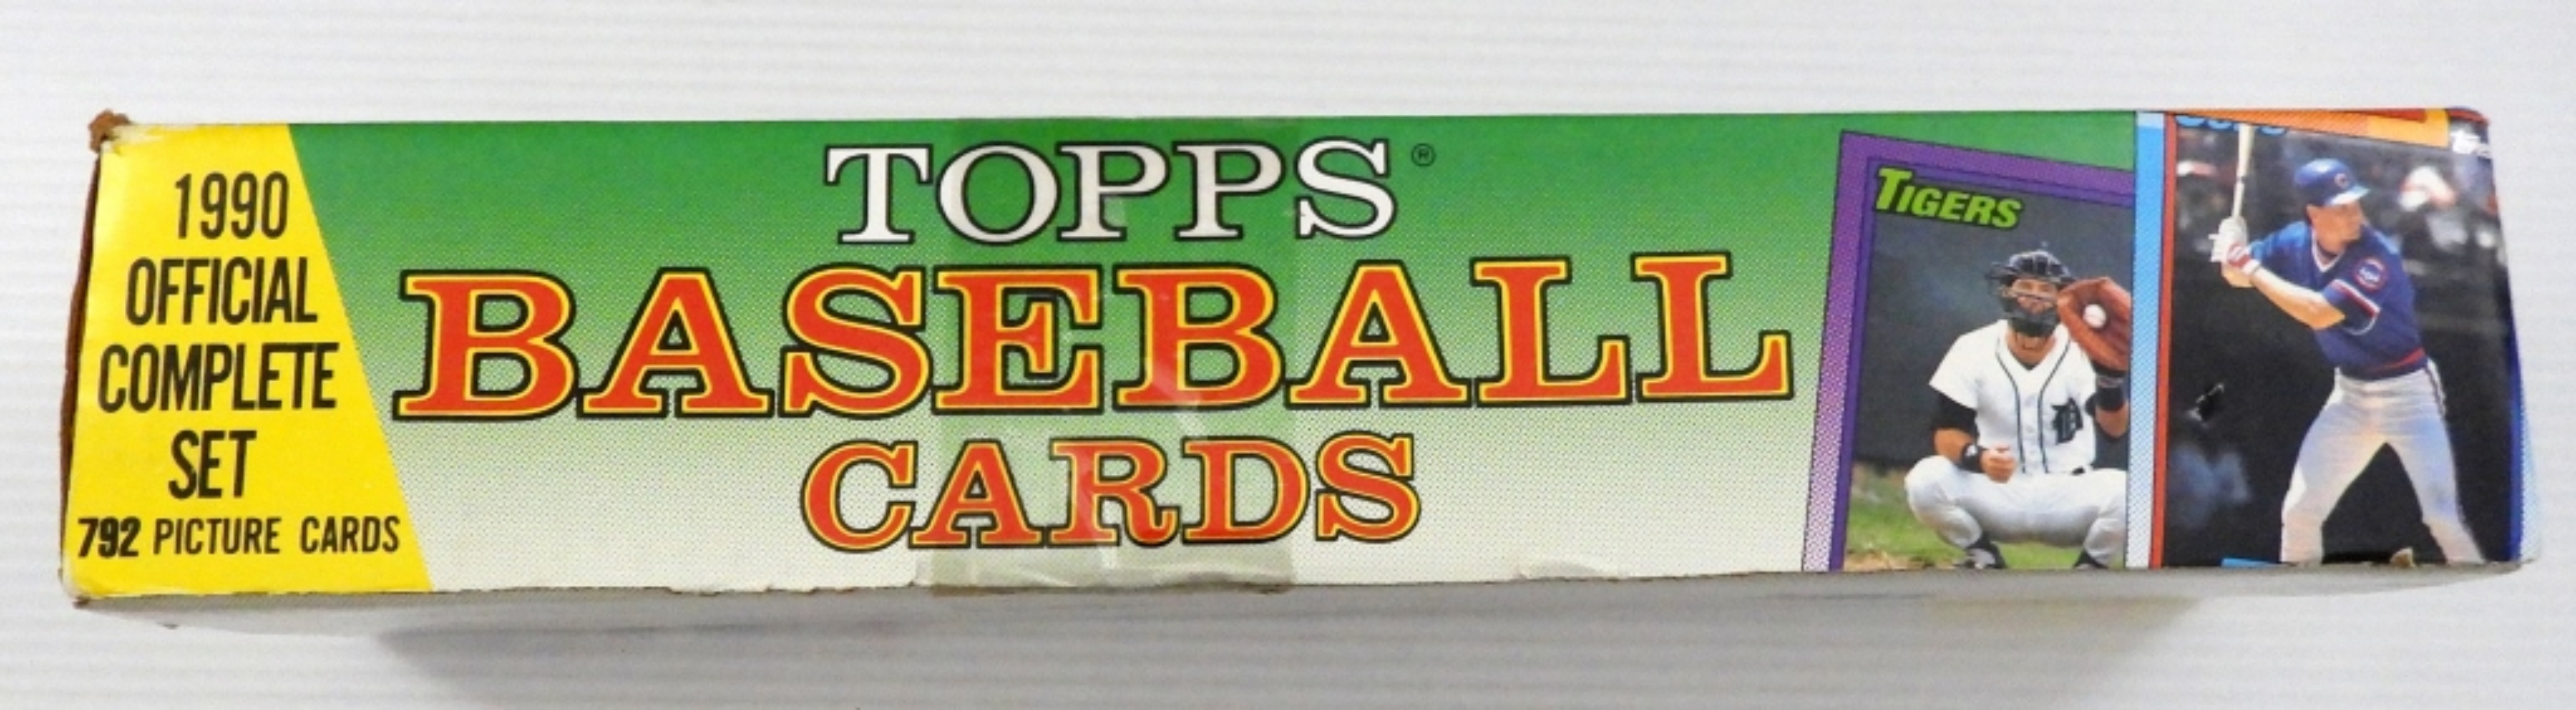 1990
OFFICIAL
COMPLETE
SET
792 PICTURE CARDS
TOPPS®
BASEBALL
CARDS
TIGERS